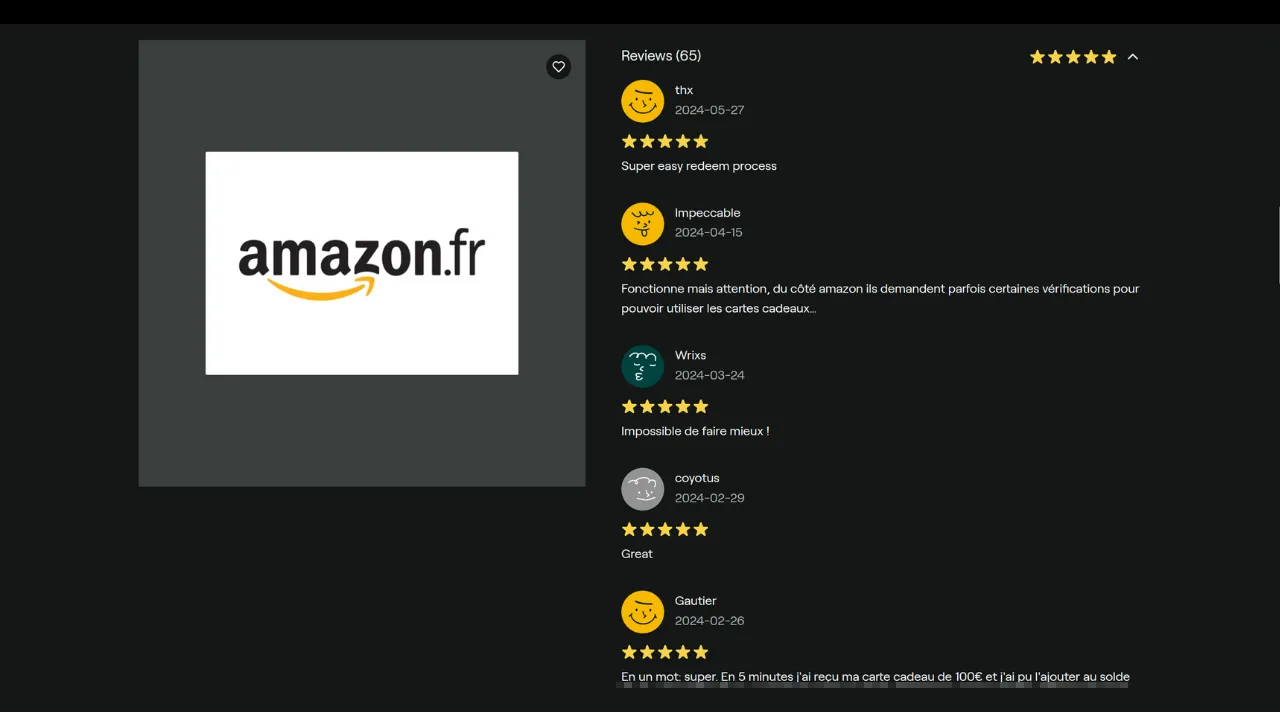 amazon.fr
Reviews (65)
thx
2024-05-27
Super easy redeem process
Impeccable
2024-04-15
Fonctionne mais attention, du côté amazon ils demandent parfois certaines vérifications pour
pouvoir utiliser les cartes cadeaux...
Wrixs
2024-03-24
Impossible de faire mieux !
coyotus
2024-02-29
Great
Gautier
2024-02-26
En un mot: super. En 5 minutes j'ai reçu ma carte cadeau de 100€ et j'ai pu l'ajouter au solde